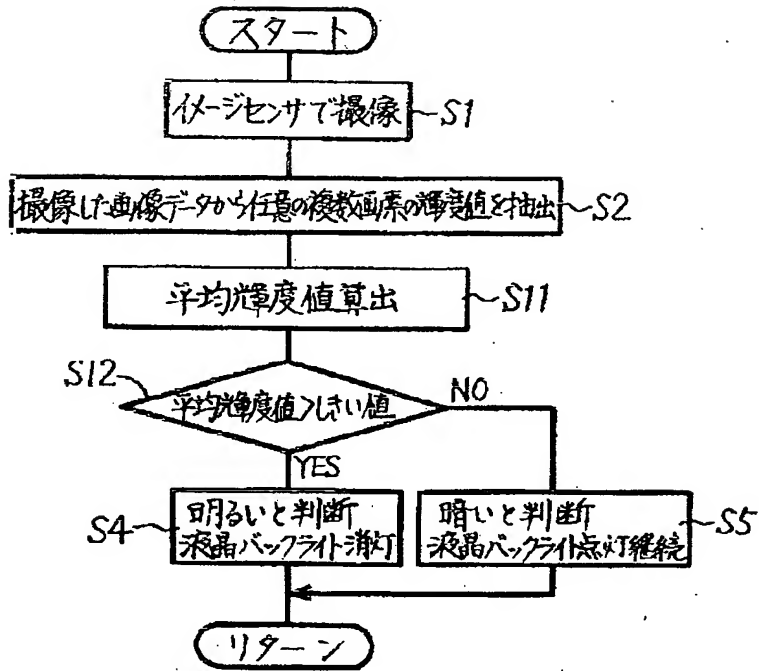 スタート
イメージセンサで撮像
S1
撮像した画像データから任意の複数画素の輝度値を抽出
S2
平均輝度値算出
S11
S12
平均輝度値>しきい値
NO
YES
S4
明るいと判断
液晶バックライト消灯
暗いと判断
液晶バックライト点灯継続
S5
リターン